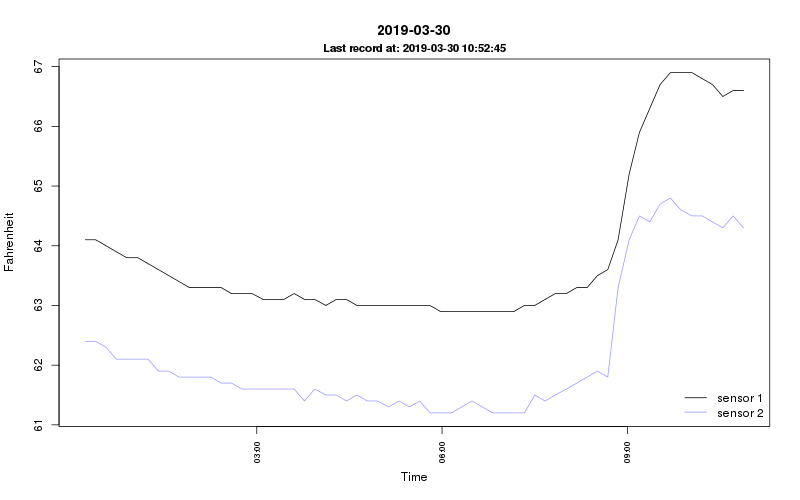 2019-03-30
Last record at: 2019-03-30 10:52:45
67
66
65
64
63
62
61
Fahrenheit
sensor 1
sensor 2
03:00
06:00
09:00
Time